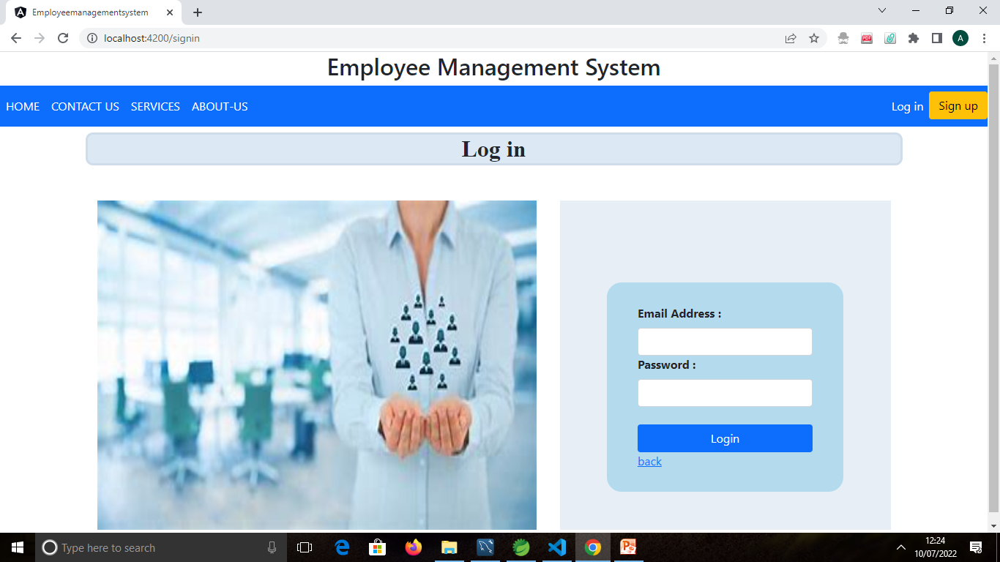 Employeemanagementsystem
localhost:4200/signin
PDF
A
Employee Management System
HOME CONTACT US SERVICES ABOUT-US Log in Sign up
Log in
Email Address :
Password :
Login
back
Type here to search
12:24
10/07/2022